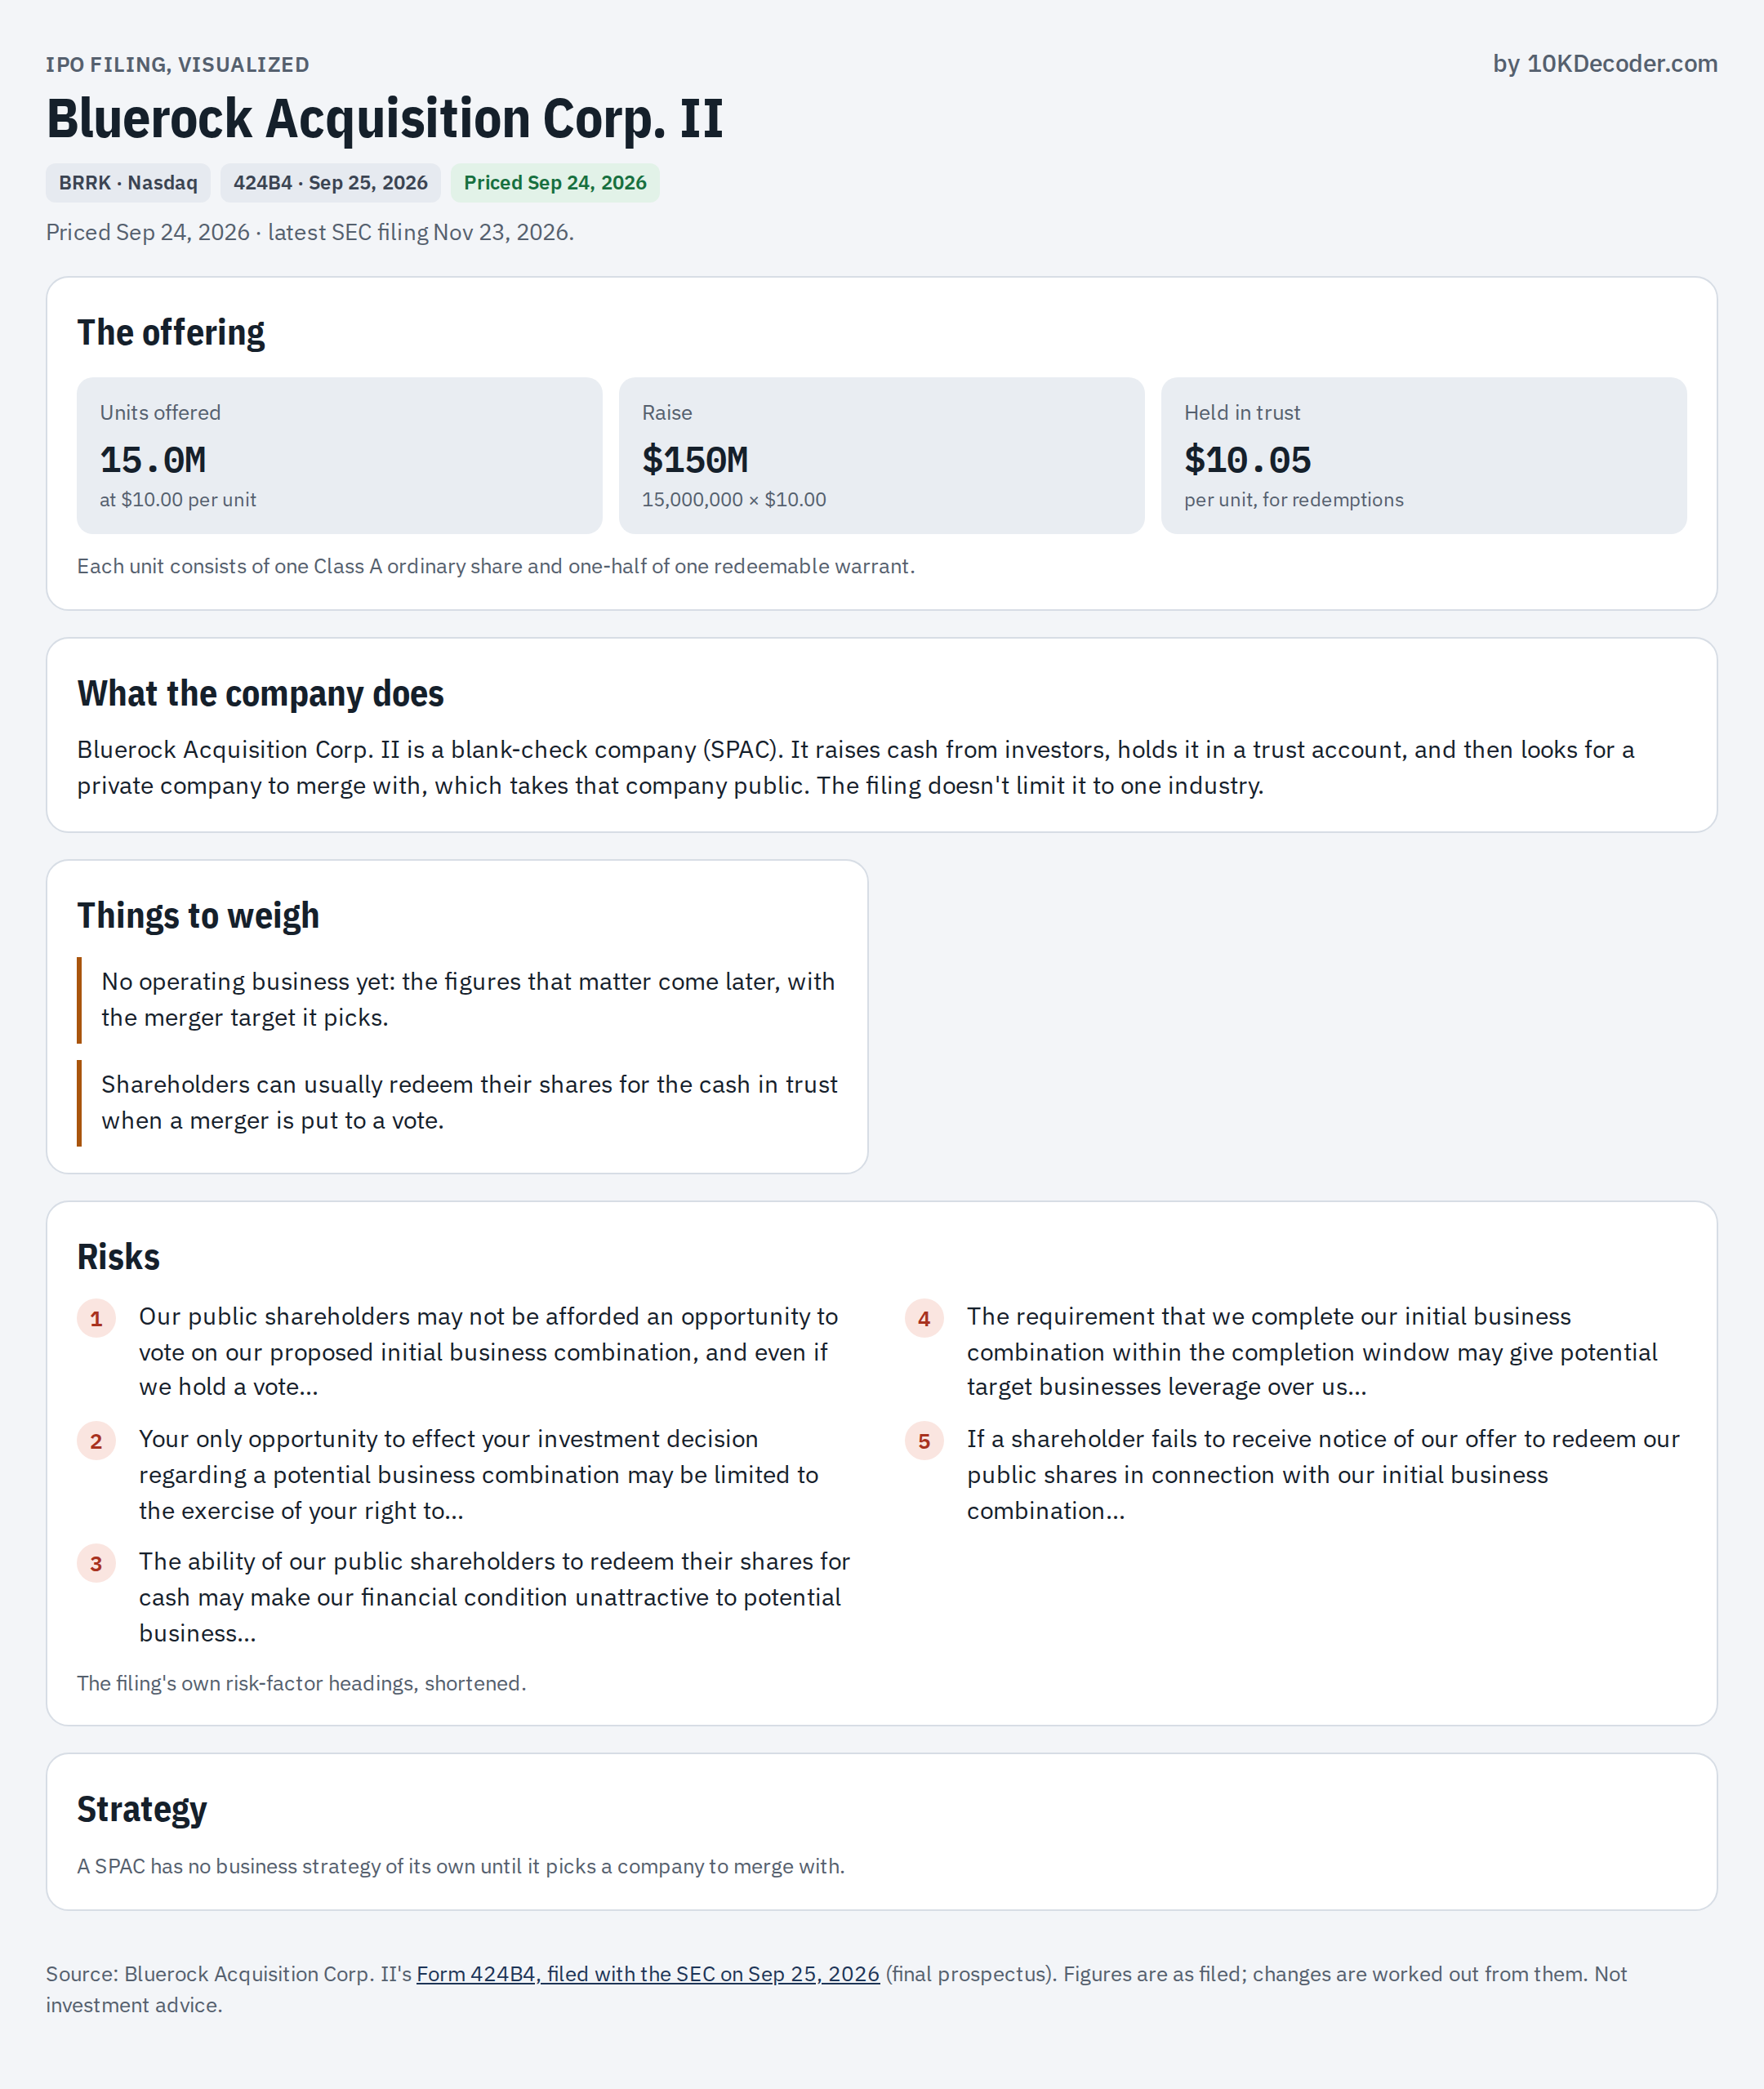 IPO FILING, VISUALIZED
by 10KDecoder.com
Bluerock Acquisition Corp. II
BRRK · Nasdaq
424B4 · Sep 25, 2026
Priced Sep 24, 2026
Priced Sep 24, 2026 · latest SEC filing Nov 23, 2026.
The offering
Units offered
15.0M
at $10.00 per unit
Raise
$150M
15,000,000 × $10.00
Held in trust
$10.05
per unit, for redemptions
Each unit consists of one Class A ordinary share and one-half of one redeemable warrant.
What the company does
Bluerock Acquisition Corp. II is a blank-check company (SPAC). It raises cash from investors, holds it in a trust account, and then looks for a
private company to merge with, which takes that company public. The filing doesn't limit it to one industry.
Things to weigh
No operating business yet: the figures that matter come later, with
the merger target it picks.
Shareholders can usually redeem their shares for the cash in trust
when a merger is put to a vote.
Risks
1 Our public shareholders may not be afforded an opportunity to
vote on our proposed initial business combination, and even if
we hold a vote…
2 Your only opportunity to effect your investment decision
regarding a potential business combination may be limited to
the exercise of your right to…
3 The ability of our public shareholders to redeem their shares for
cash may make our financial condition unattractive to potential
business…
4 The requirement that we complete our initial business
combination within the completion window may give potential
target businesses leverage over us…
5 If a shareholder fails to receive notice of our offer to redeem our
public shares in connection with our initial business
combination…
The filing's own risk-factor headings, shortened.
Strategy
A SPAC has no business strategy of its own until it picks a company to merge with.
Source: Bluerock Acquisition Corp. II's Form 424B4, filed with the SEC on Sep 25, 2026 (final prospectus). Figures are as filed; changes are worked out from them. Not
investment advice.